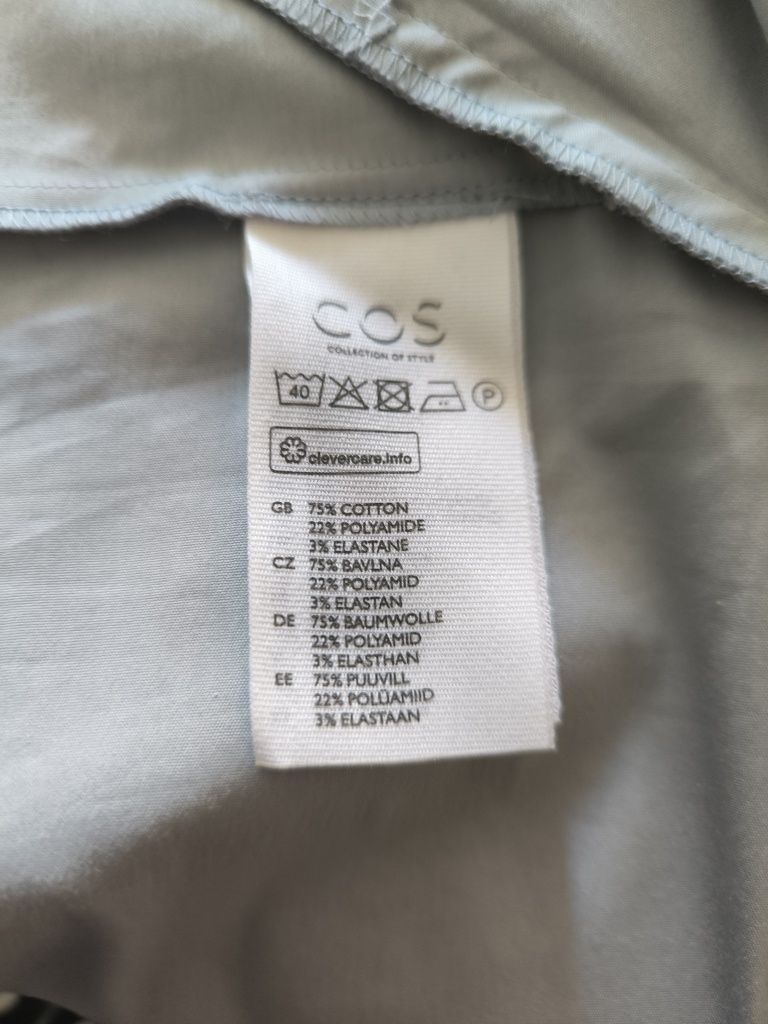 COS
COLLECTION OF STYLE
40 P
clevercare.info
GB 75% COTTON
22% POLYAMIDE
3% ELASTANE
CZ 75% BAVLNA
22% POLYAMID
3% ELASTAN
DE 75% BAUMWOLLE
22% POLYAMID
3% ELASTHAN
EE 75% PUUVILL
22% POLÜAMIID
3% ELASTAAN